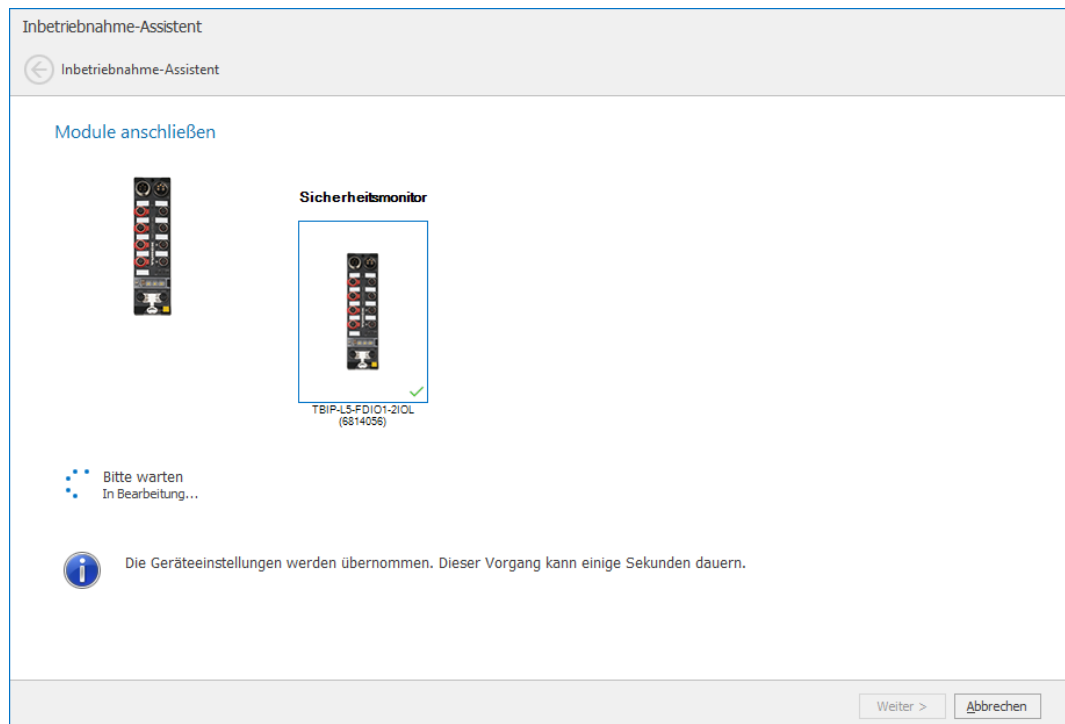 Inbetriebnahme-Assistent
Inbetriebnahme-Assistent
Module anschließen
Sicherheitsmonitor
TBIP-L5-FDIO1-2IOL
(6814056)
Bitte warten
In Bearbeitung...
Die Geräteeinstellungen werden übernommen. Dieser Vorgang kann einige Sekunden dauern.
Weiter >
Abbrechen